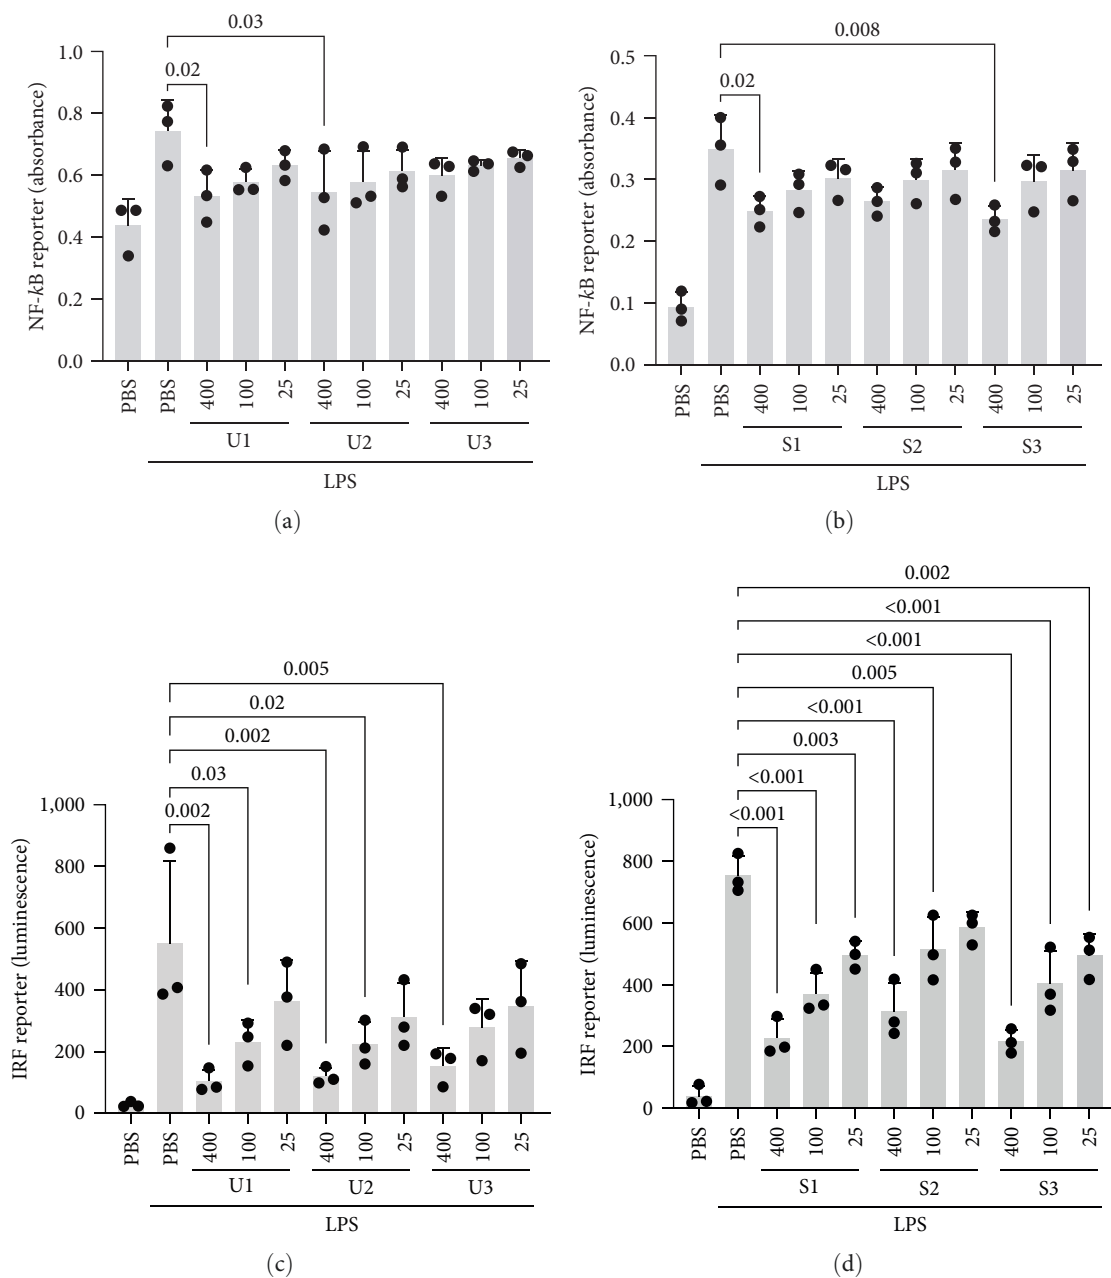 0.03
0.02
1.0
0.8
0.6
0.4
0.2
0.0
NF-kB reporter (absorbance)
PBS PBS 400 100 25 400 100 25 400 100 25
U1 U2 U3
LPS
(a)
0.008
0.02
0.5
0.4
0.3
0.2
0.1
0.0
NF-kB reporter (absorbance)
PBS PBS 400 100 25 400 100 25 400 100 25
S1 S2 S3
LPS
(b)
0.005
0.02
0.002
0.03
0.002
1,000
800
600
400
200
0
IRF reporter (luminescence)
PBS PBS 400 100 25 400 100 25 400 100 25
U1 U2 U3
LPS
(c)
0.002
<0.001
<0.001
0.005
<0.001
0.003
<0.001
<0.001
1,000
800
600
400
200
0
IRF reporter (luminescence)
PBS PBS 400 100 25 400 100 25 400 100 25
S1 S2 S3
LPS
(d)